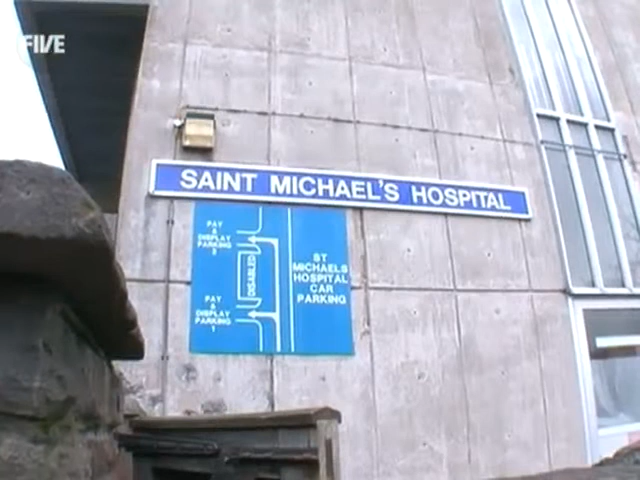 FIVE
SAINT MICHAEL'S HOSPITAL
PAY
&
DISPLAY
PARKING
2
DISABLED
ST
MICHAELS
HOSPITAL
CAR
PARKING
PAY
&
DISPLAY
PARKING
1